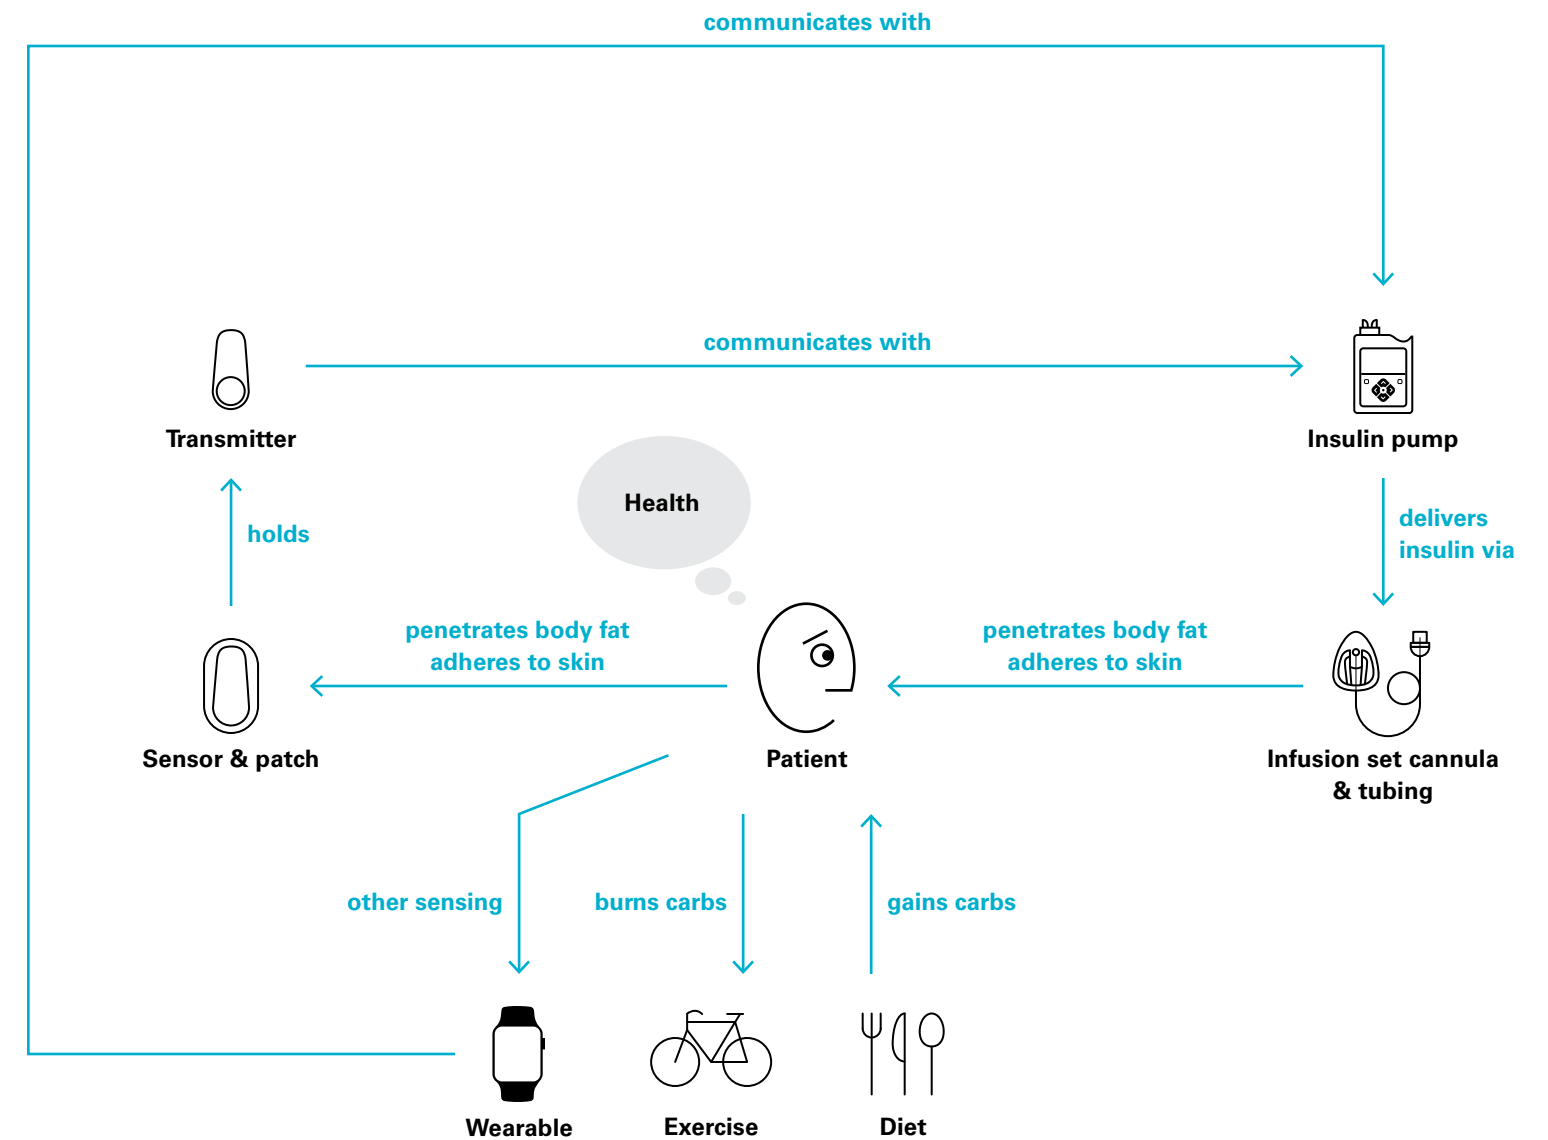 communicates with
communicates with
Transmitter
Insulin pump
Health
holds
delivers
insulin via
penetrates body fat
adheres to skin
penetrates body fat
adheres to skin
Sensor & patch
Patient
Infusion set cannula
& tubing
other sensing
burns carbs
gains carbs
Wearable
Exercise
Diet